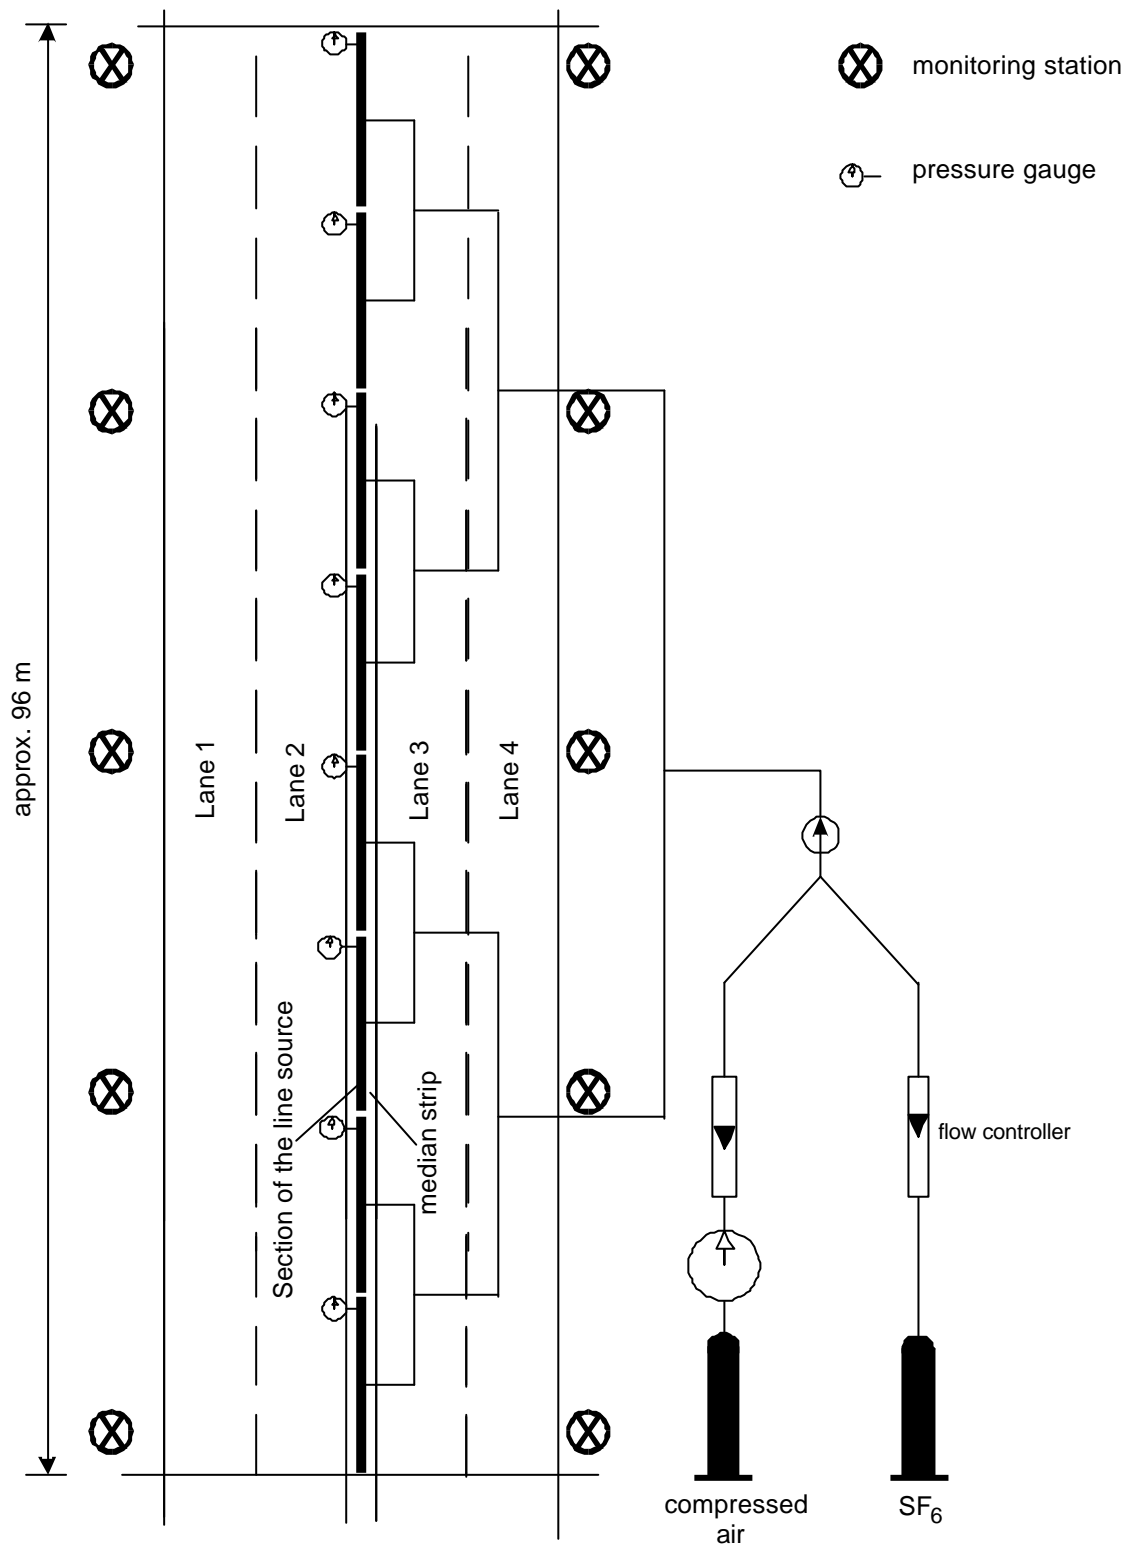 monitoring station
pressure gauge
approx. 96 m
Lane 1
Lane 2
Lane 3
Lane 4
Section of the line source
median strip
flow controller
compressed
air
SF6